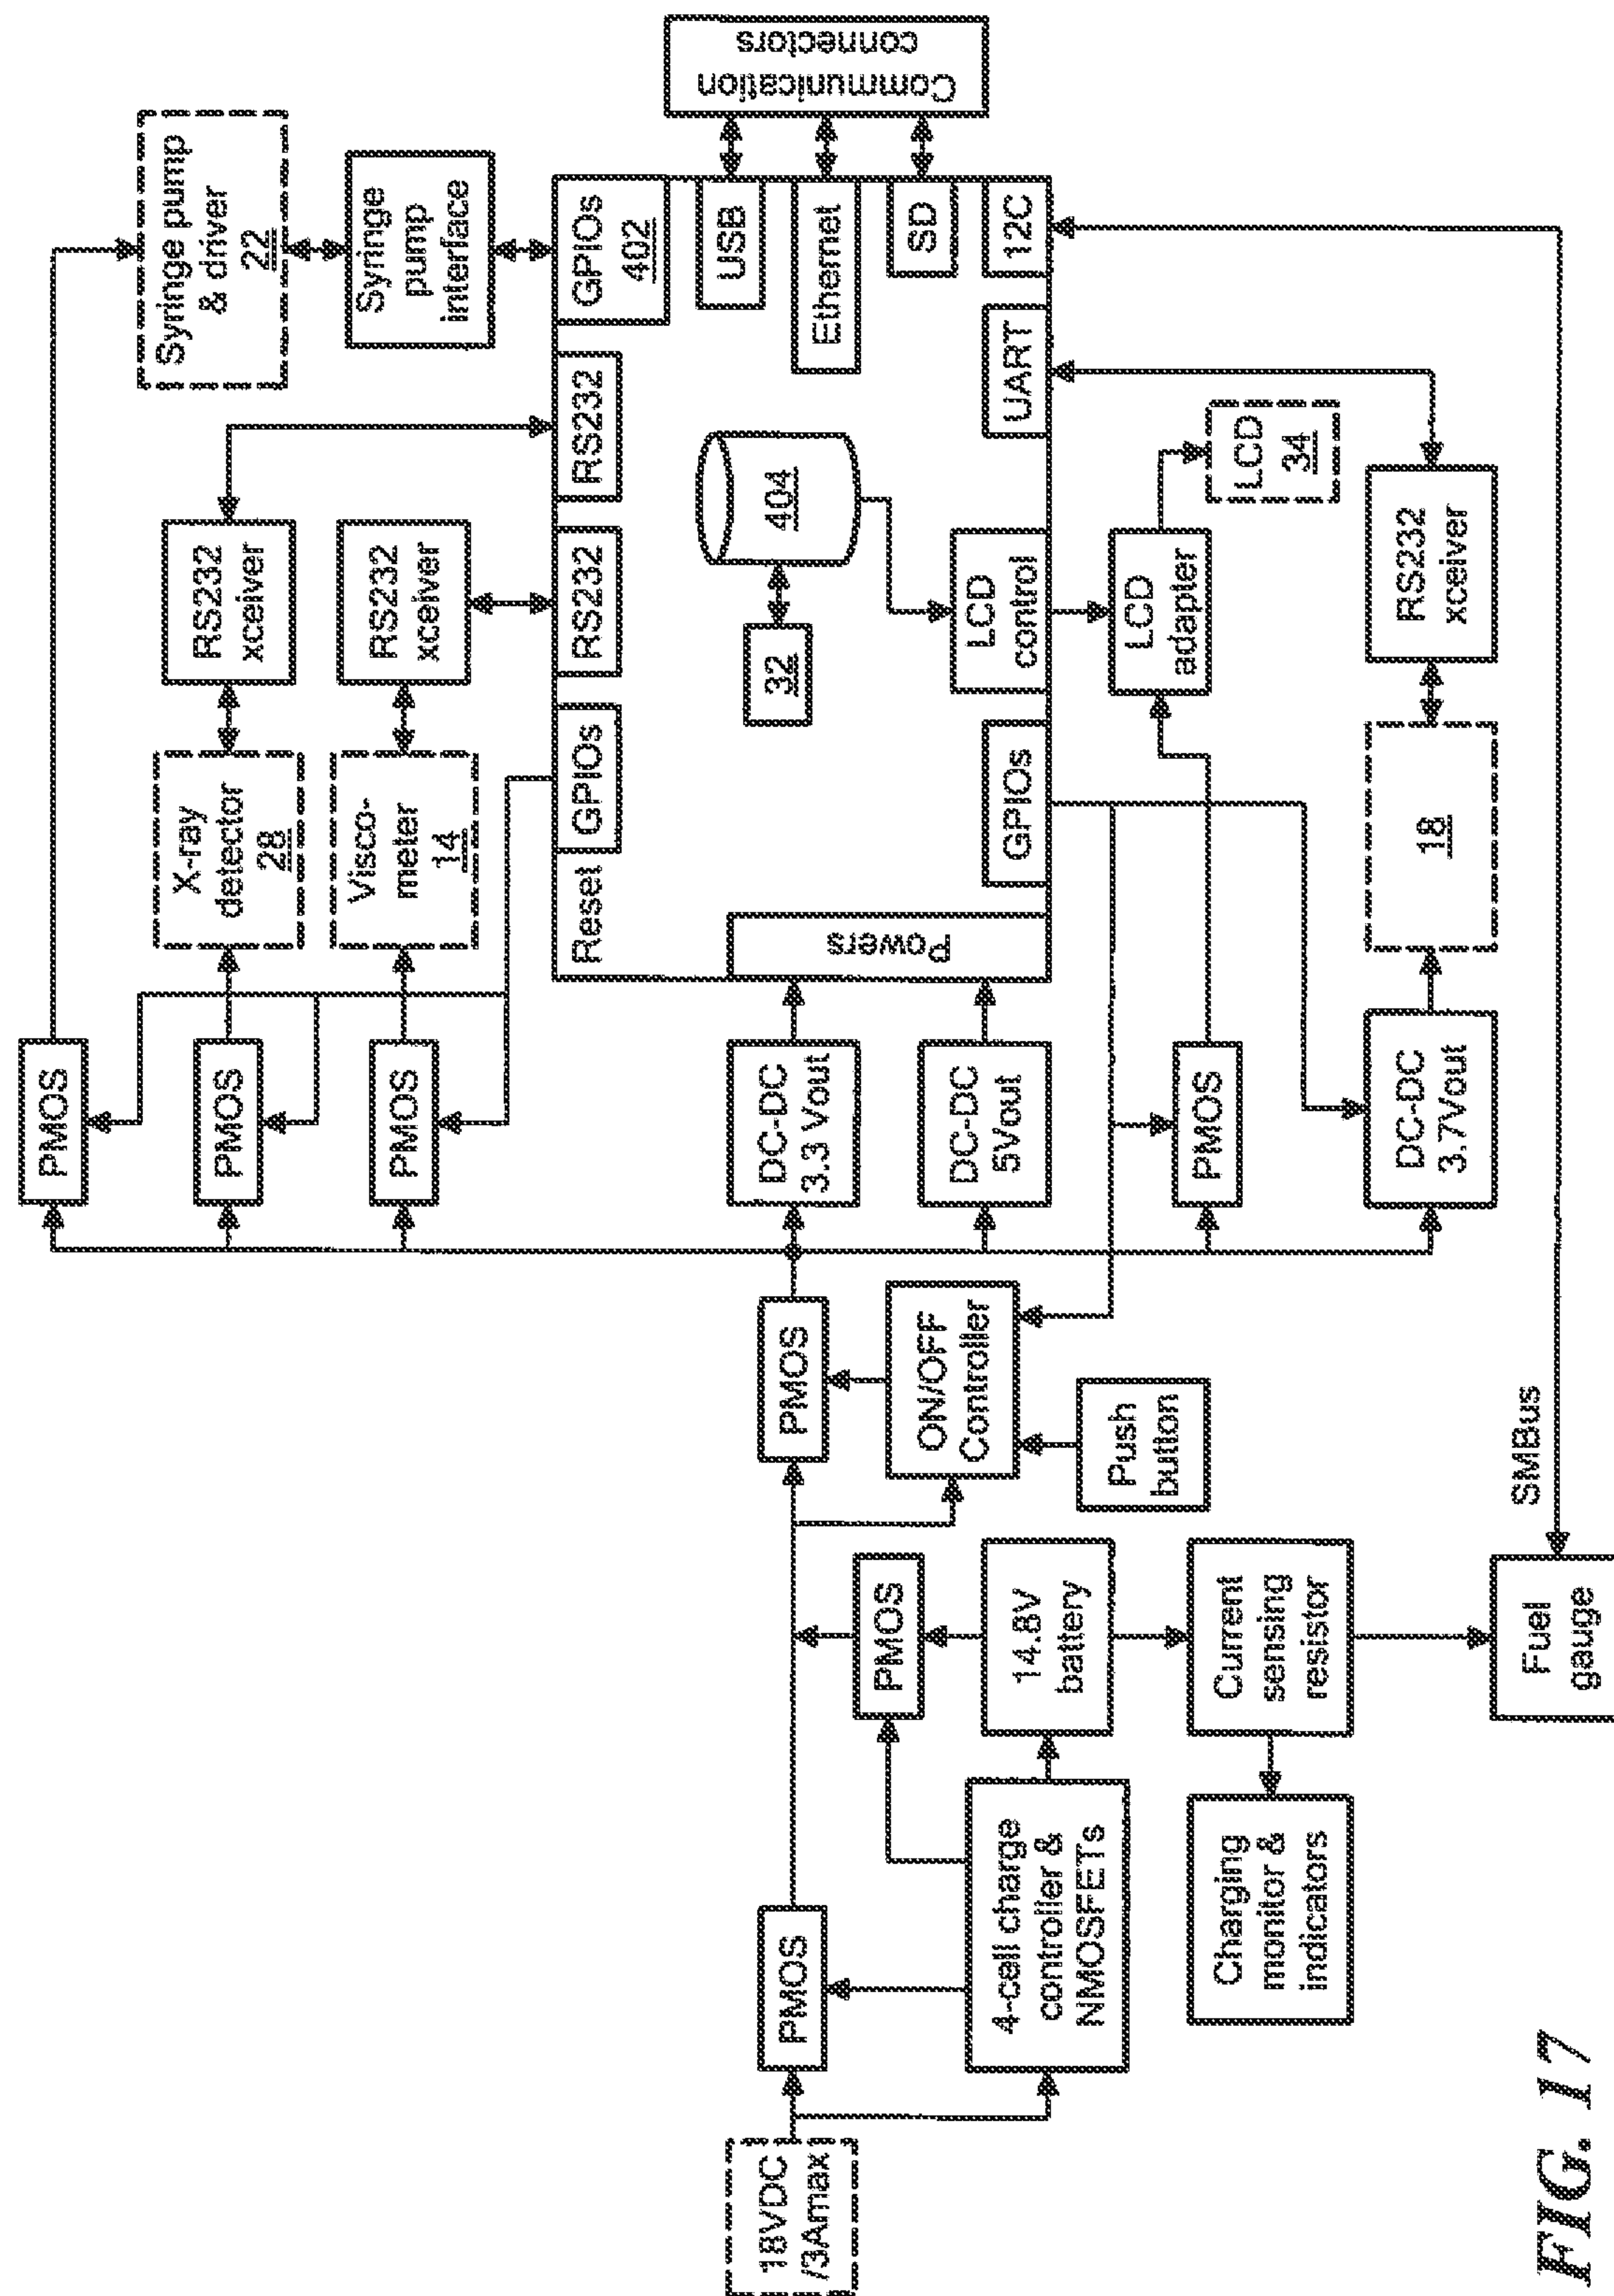 18VDC
/3Amax
PMOS
4-cell charge
controller &
NMOSFETs
Charging
monitor &
indicators
PMOS
14.8V
battery
Current
sensing
resistor
Fuel
gauge
SMBus
PMOS
ON/OFF
Controller
Push
button
PMOS
PMOS
PMOS
DC-DC
3.3 Vout
DC-DC
5Vout
PMOS
DC-DC
3.7Vout
X-ray
detector
28
Visco-
meter
14
Reset
Powers
GPIOs
GPIOs
18
RS232
xceiver
RS232
xceiver
RS232
RS232
32
404
LCD
control
LCD
adapter
LCD
34
RS232
xceiver
UART
Syringe pump
& driver
22
Syringe
pump
interface
GPIOs
402
USB
Ethernet
SD
12C
Communication
connectors
FIG. 17